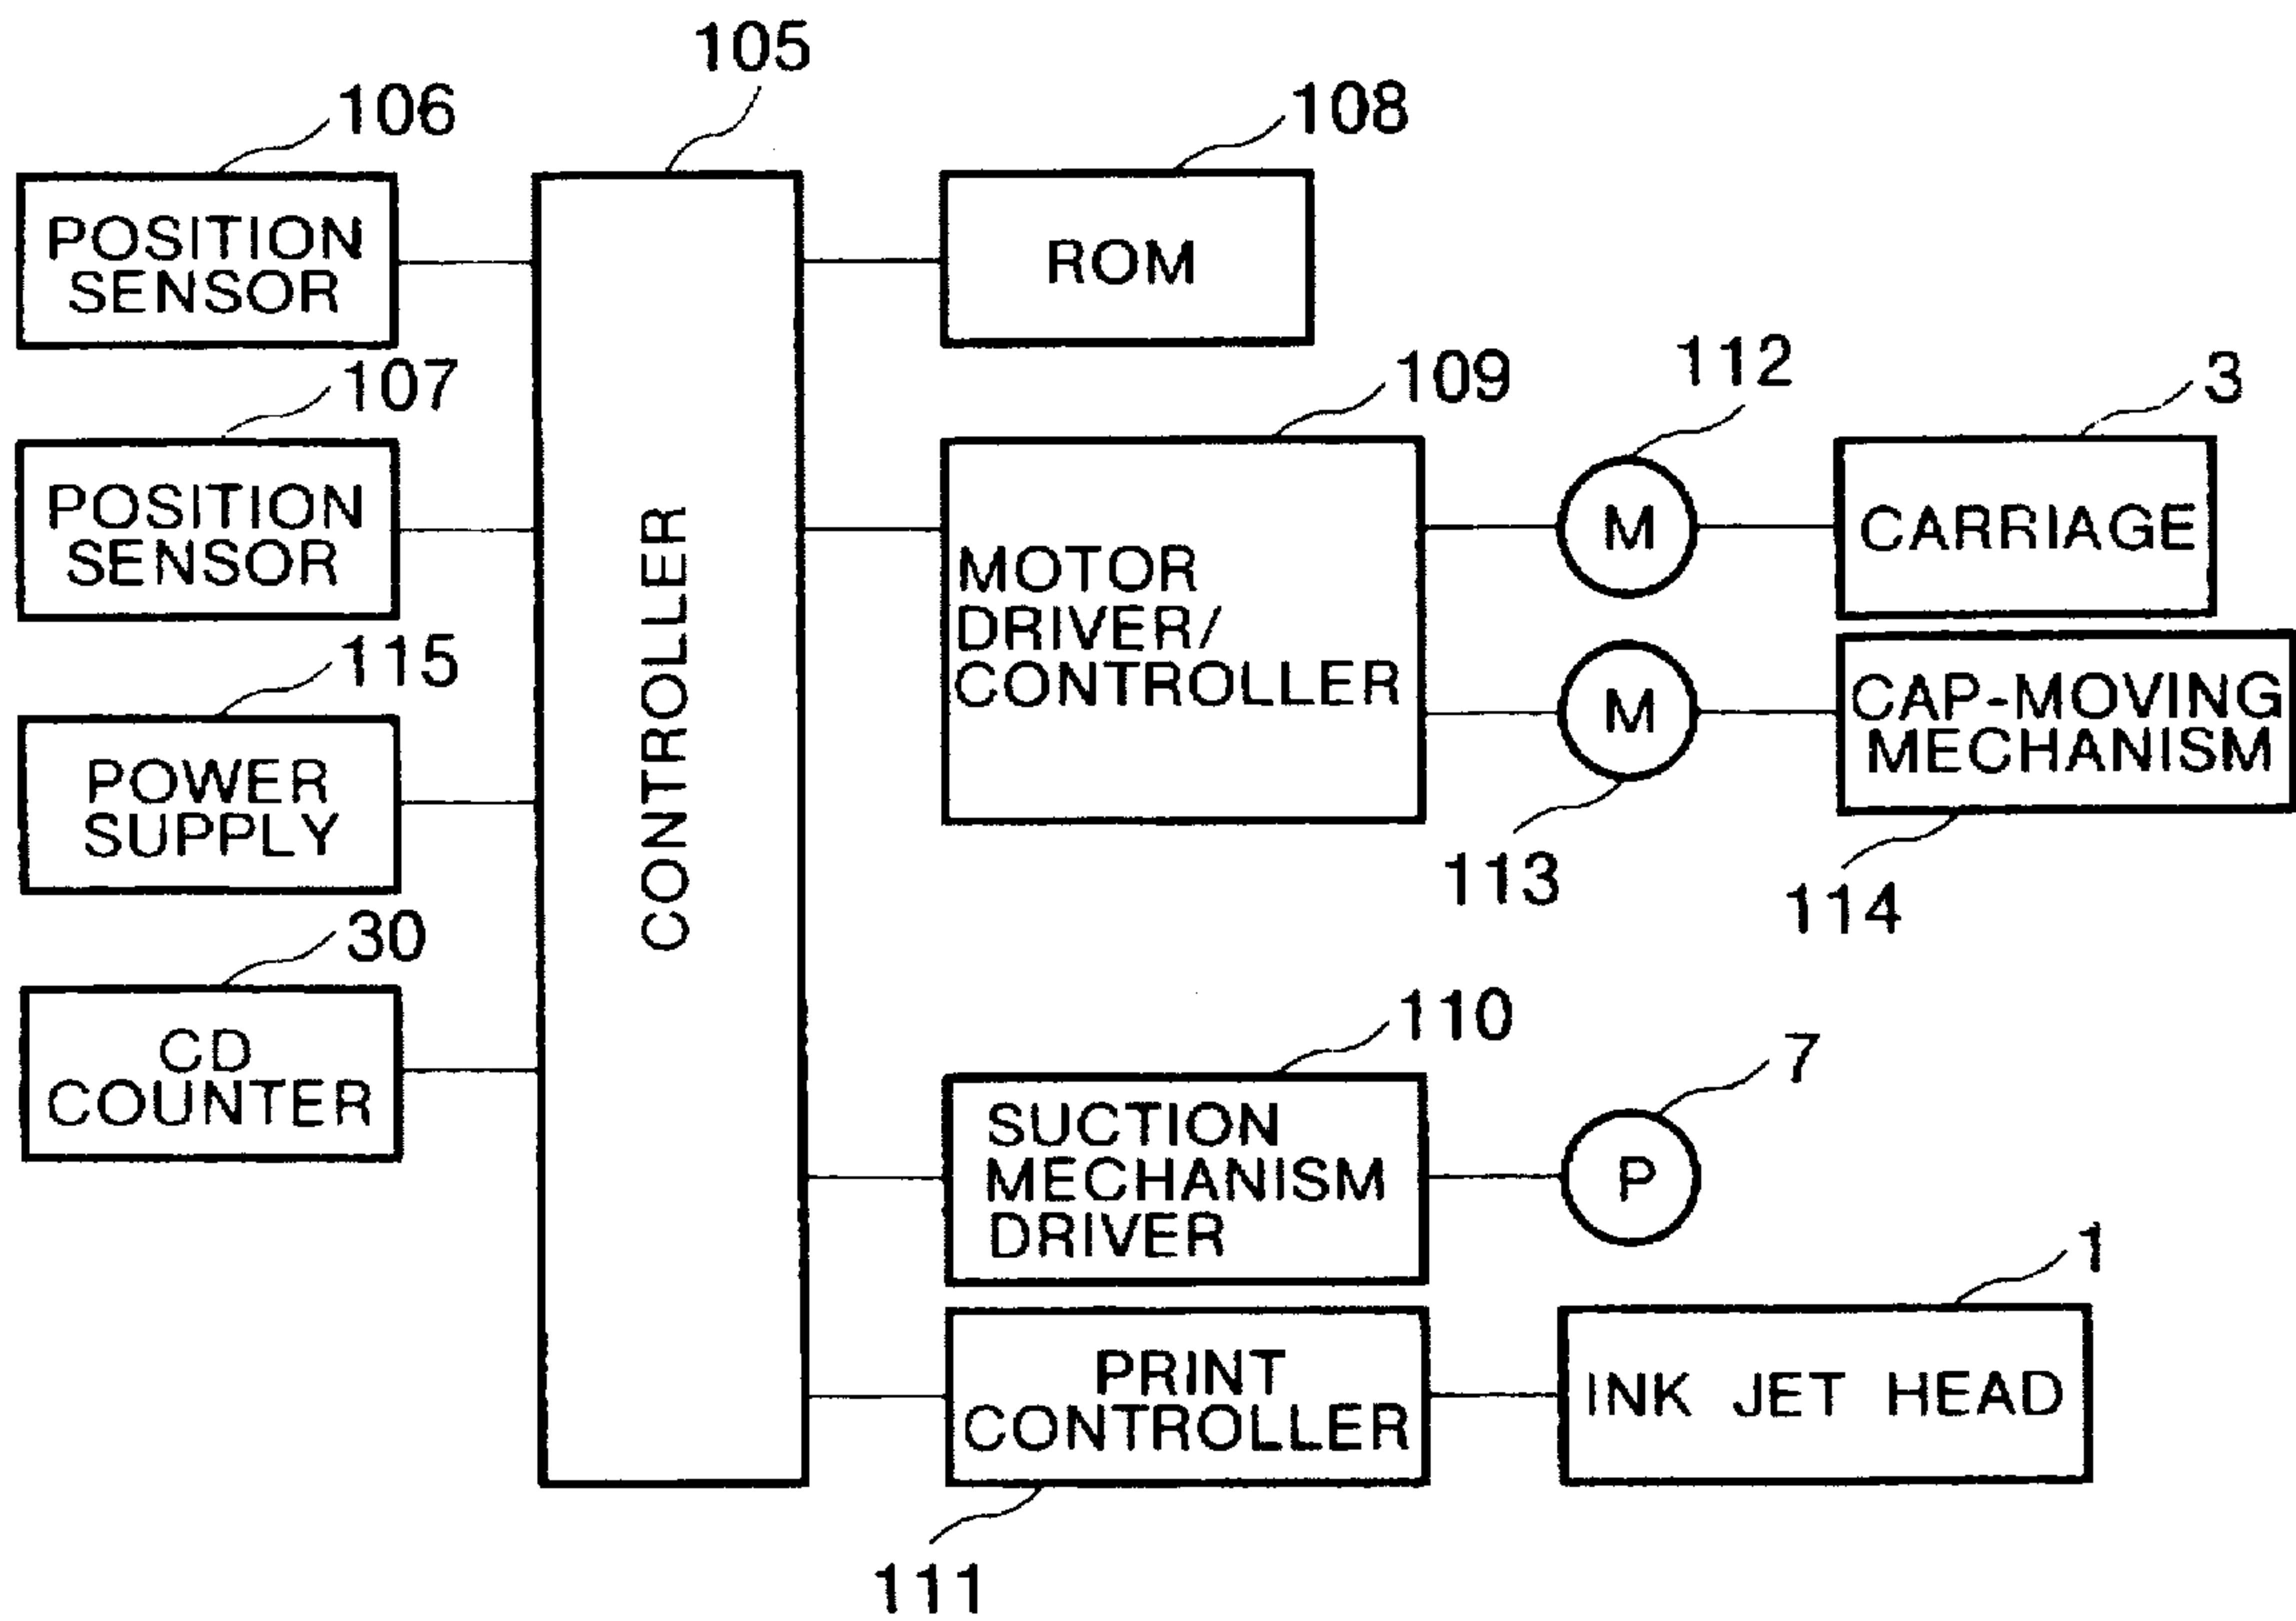 105
106
108
POSITION
SENSOR
ROM
107
109
112
3
POSITION
SENSOR
CONTROLLER
MOTOR
DRIVER/
CONTROLLER
M
CARRIAGE
115
M
CAP-MOVING
MECHANISM
POWER
SUPPLY
113
114
30
CD
COUNTER
110
7
SUCTION
MECHANISM
DRIVER
P
1
PRINT
CONTROLLER
INK JET HEAD
111